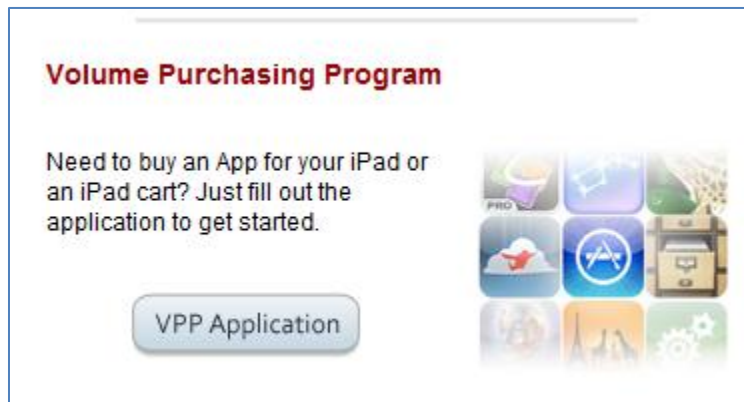 Volume Purchasing Program
Need to buy an App for your iPad or
an iPad cart? Just fill out the
application to get started.
PRO
VPP Application